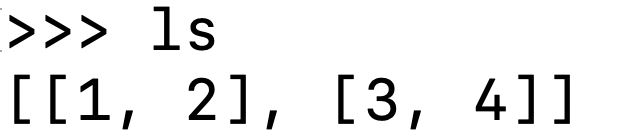 >>> ls
[[1, 2], [3, 4]]